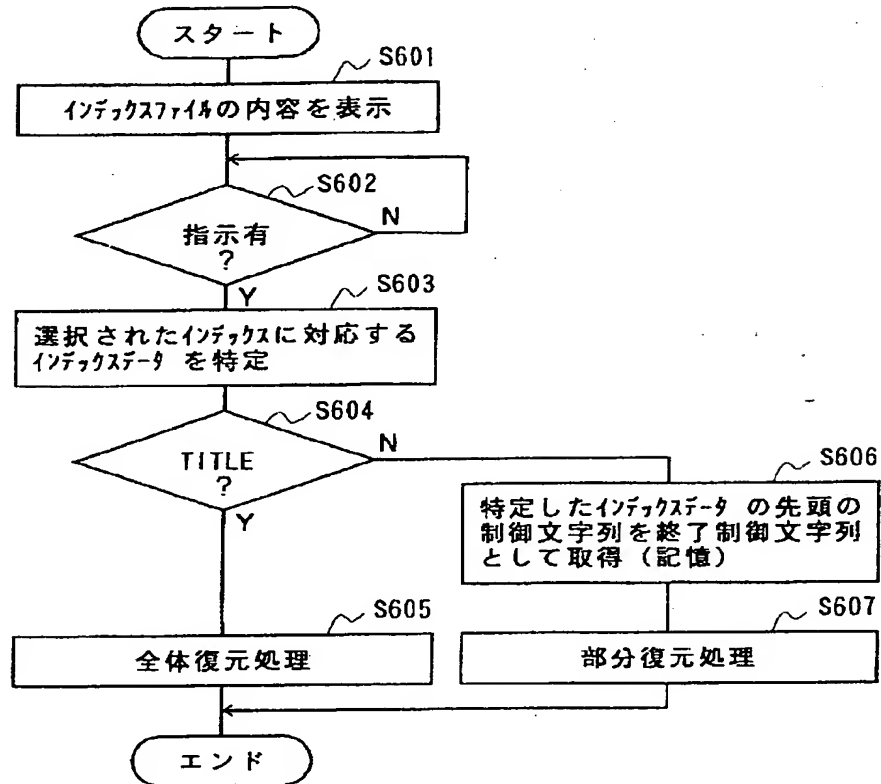 スタート
S601
インデックスファイルの内容を表示
S602
指示有
?
N
Y
S603
選択されたインデックスに対応する
インデックスデータ を特定
S604
TITLE
?
N
Y
S606
特定したインデックスデータ の先頭の
制御文字列を終了制御文字列
として取得（記憶）
S605
全体復元処理
S607
部分復元処理
エンド